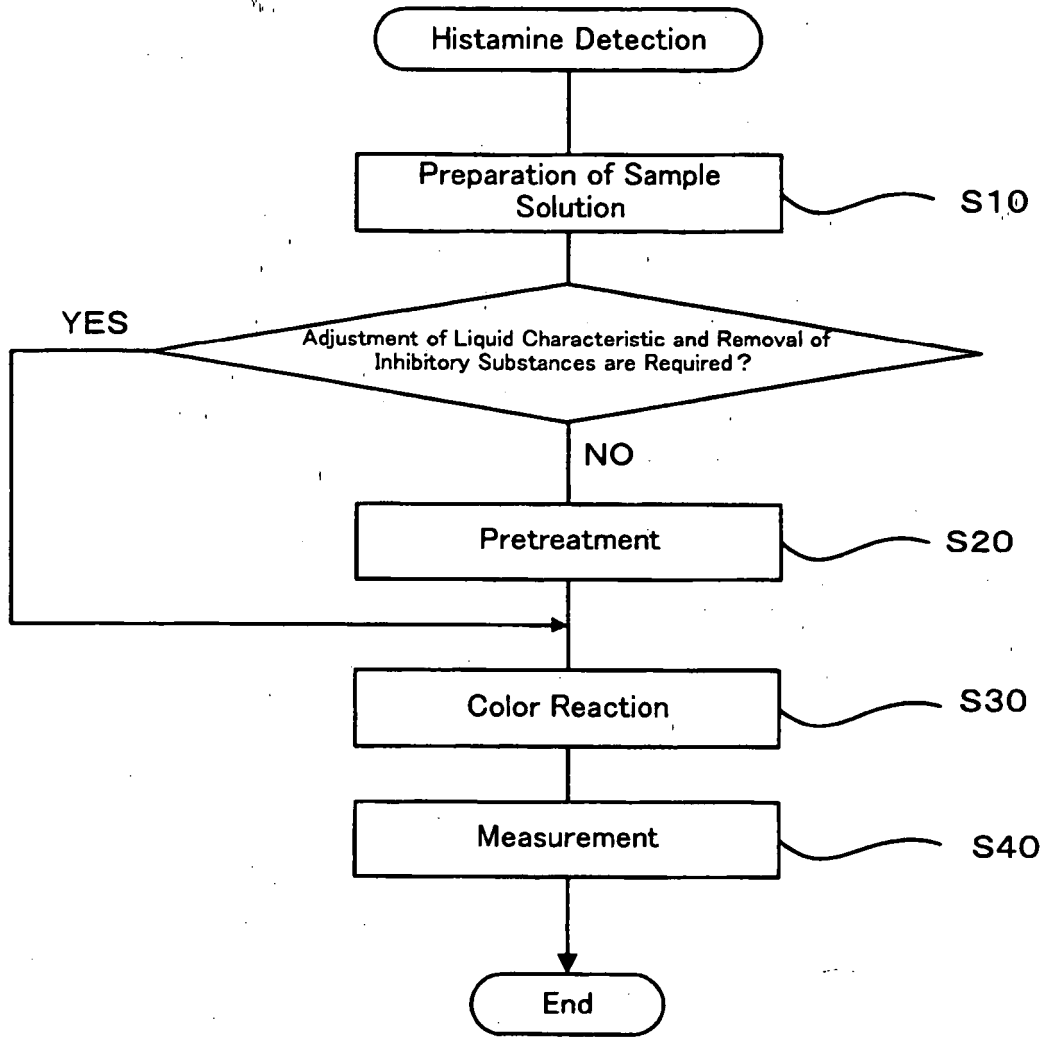 Histamine Detection
Preparation of Sample
Solution
S10
YES
Adjustment of Liquid Characteristic and Removal of
Inhibitory Substances are Required?
NO
Pretreatment
S20
Color Reaction
S30
Measurement
S40
End